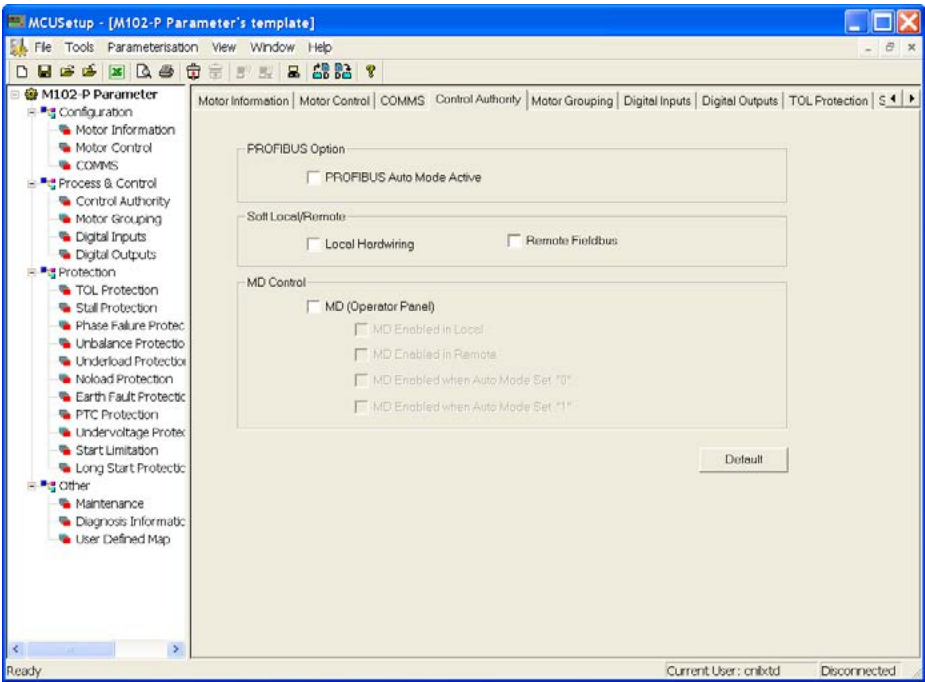 MCUSetup - [M102-P Parameter's template]
File Tools Parameterisation View Window Help
M102-P Parameter
Configuration
Motor Information
Motor Control
COMMS
Process & Control
Control Authority
Motor Grouping
Digital Inputs
Digital Outputs
Protection
TOL Protection
Stall Protection
Phase Failure Protec
Unbalance Protectio
Underload Protection
Noload Protection
Earth Fault Protectic
PTC Protection
Undervoltage Protec
Start Limitation
Long Start Protectic
Other
Maintenance
Diagnosis Informatic
User Defined Map
Motor Information Motor Control COMMS Control Authority Motor Grouping Digital Inputs Digital Outputs TOL Protection S
PROFIBUS Option
PROFIBUS Auto Mode Active
Soft Local/Remote
Local Hardwiring Remote Fieldbus
MD Control
MD (Operator Panel)
MD Enabled in Local
MD Enabled in Remote
MD Enabled when Auto Mode Set "0"
MD Enabled when Auto Mode Set "1"
Default
Ready Current User : cnlxtd Disconnected